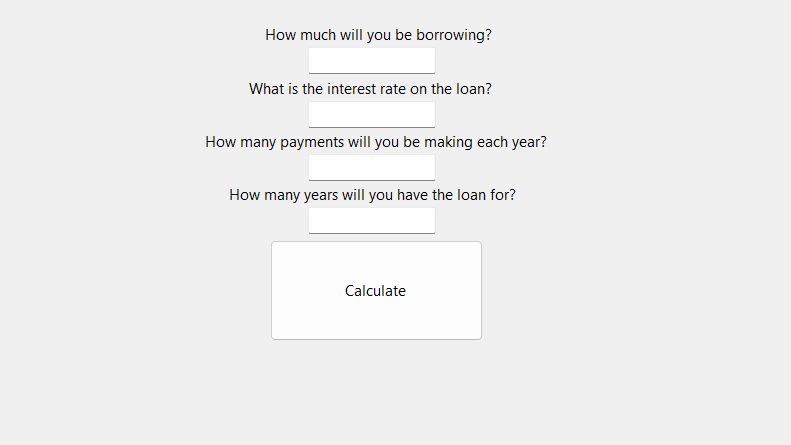 How much will you be borrowing?
What is the interest rate on the loan?
How many payments will you be making each year?
How many years will you have the loan for?
Calculate